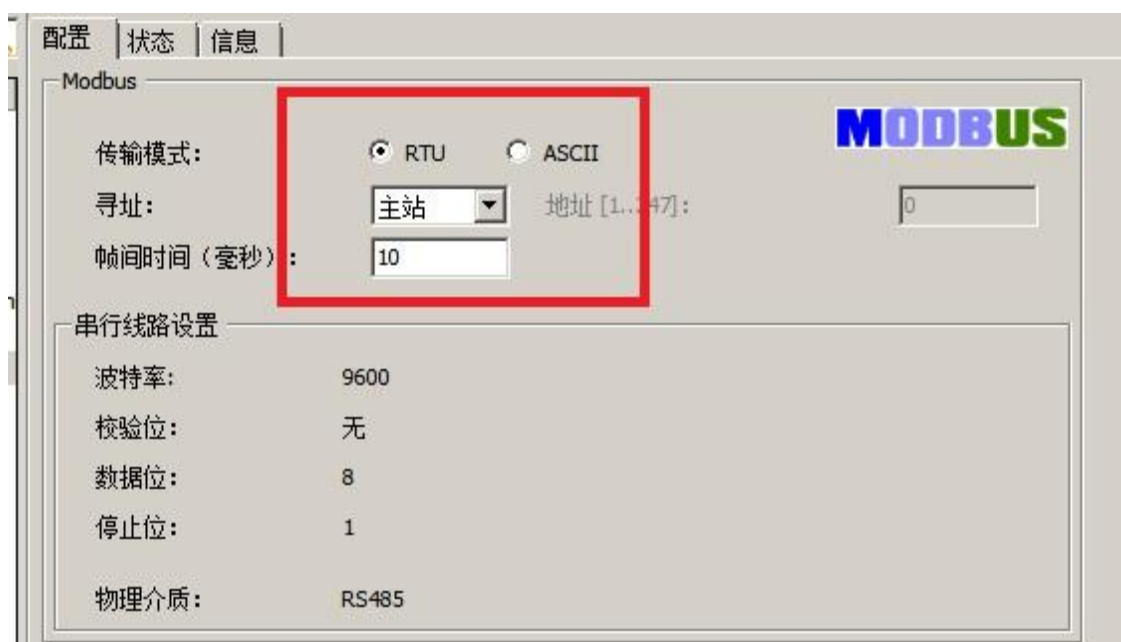 配置 状态 信息
Modbus
MODBUS
传输模式： RTU ASCII
寻址： 主站 地址 [1..247]: 0
帧间时间（毫秒）： 10
串行线路设置
波特率： 9600
校验位： 无
数据位： 8
停止位： 1
物理介质： RS485